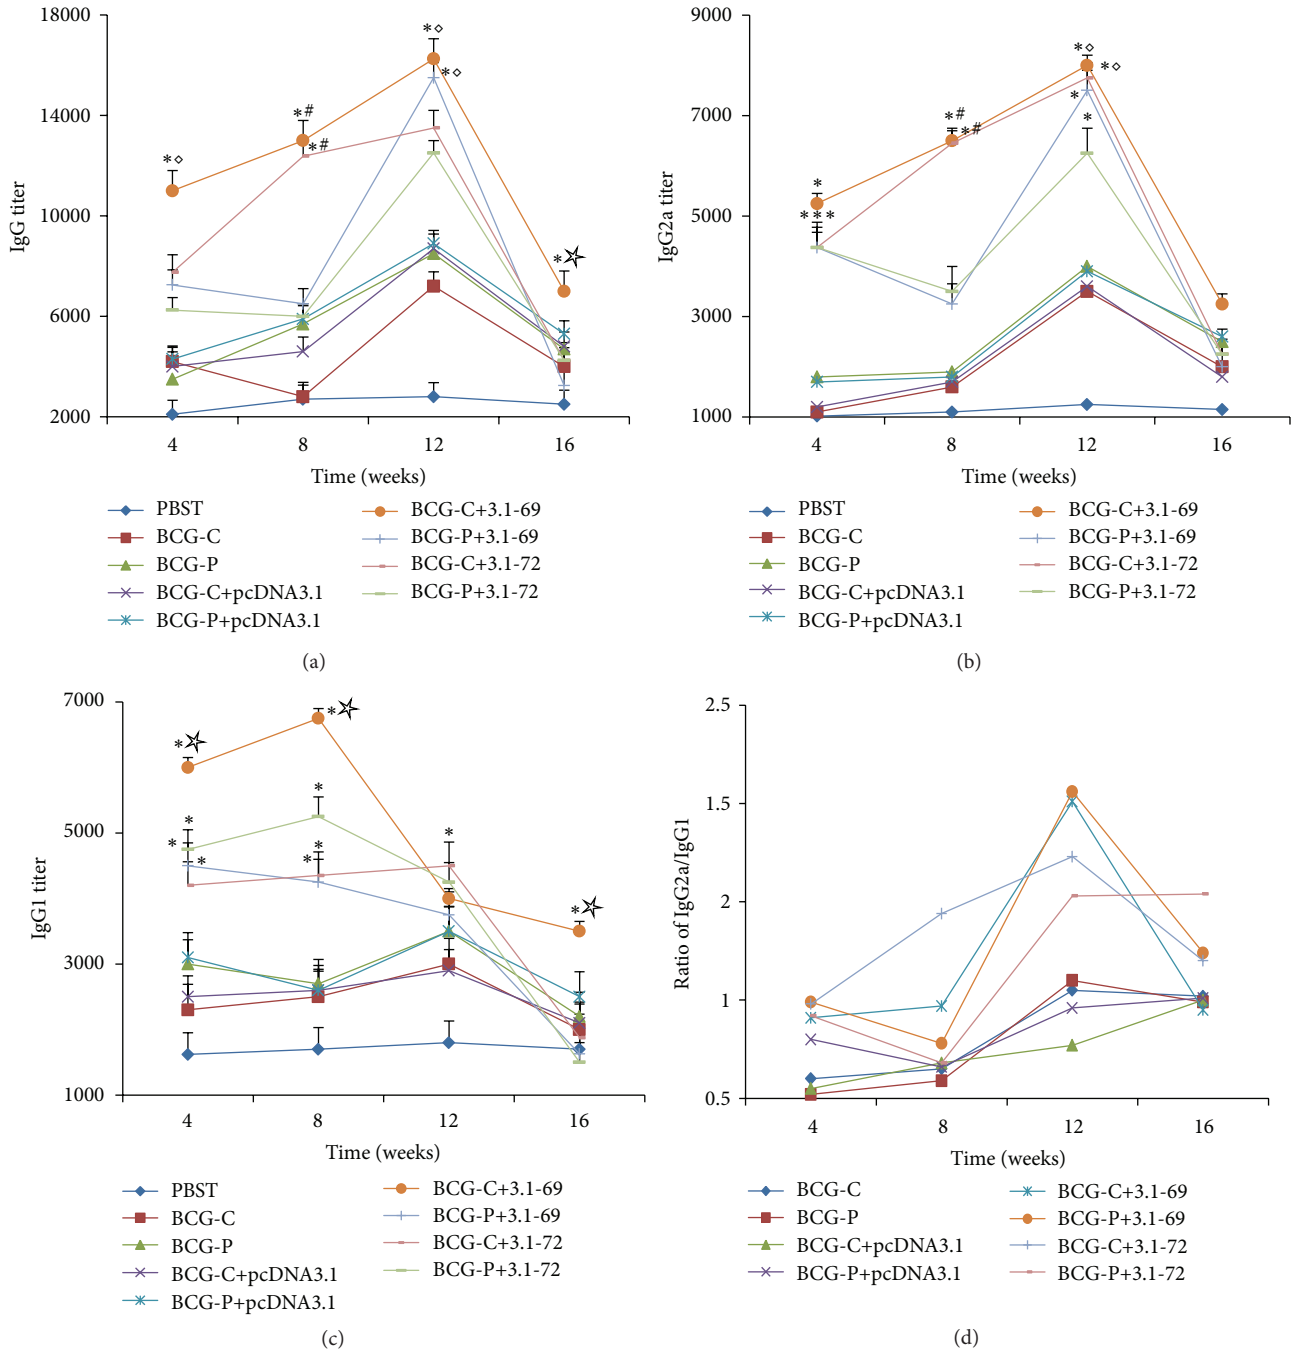 18000
14000
10000
6000
2000
IgG titer
*◇
*#
*#
*◇
*◇
*☆
4 8 12 16
Time (weeks)
PBST
BCG-C
BCG-P
BCG-C+pcDNA3.1
BCG-P+pcDNA3.1
BCG-C+3.1-69
BCG-P+3.1-69
BCG-C+3.1-72
BCG-P+3.1-72
(a)
9000
7000
5000
3000
1000
IgG2a titer
*
***
*#
*#
*◇
*◇
*
*
4 8 12 16
Time (weeks)
PBST
BCG-C
BCG-P
BCG-C+pcDNA3.1
BCG-P+pcDNA3.1
BCG-C+3.1-69
BCG-P+3.1-69
BCG-C+3.1-72
BCG-P+3.1-72
(b)
7000
5000
3000
1000
IgG1 titer
*☆
*
*
*
*☆
*
*
*
*
*☆
4 8 12 16
Time (weeks)
PBST
BCG-C
BCG-P
BCG-C+pcDNA3.1
BCG-P+pcDNA3.1
BCG-C+3.1-69
BCG-P+3.1-69
BCG-C+3.1-72
BCG-P+3.1-72
(c)
2.5
1.5
2
1
0.5
Ratio of IgG2a/IgG1
4 8 12 16
Time (weeks)
BCG-C
BCG-P
BCG-C+pcDNA3.1
BCG-P+pcDNA3.1
BCG-C+3.1-69
BCG-P+3.1-69
BCG-C+3.1-72
BCG-P+3.1-72
(d)